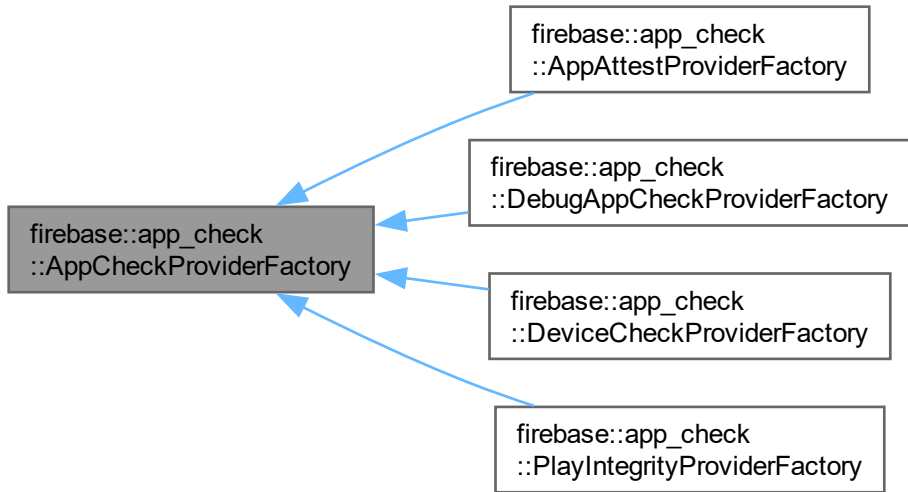 firebase::app_check
::AppAttestProviderFactory
firebase::app_check
::DebugAppCheckProviderFactory
firebase::app_check
::AppCheckProviderFactory
firebase::app_check
::DeviceCheckProviderFactory
firebase::app_check
::PlayIntegrityProviderFactory